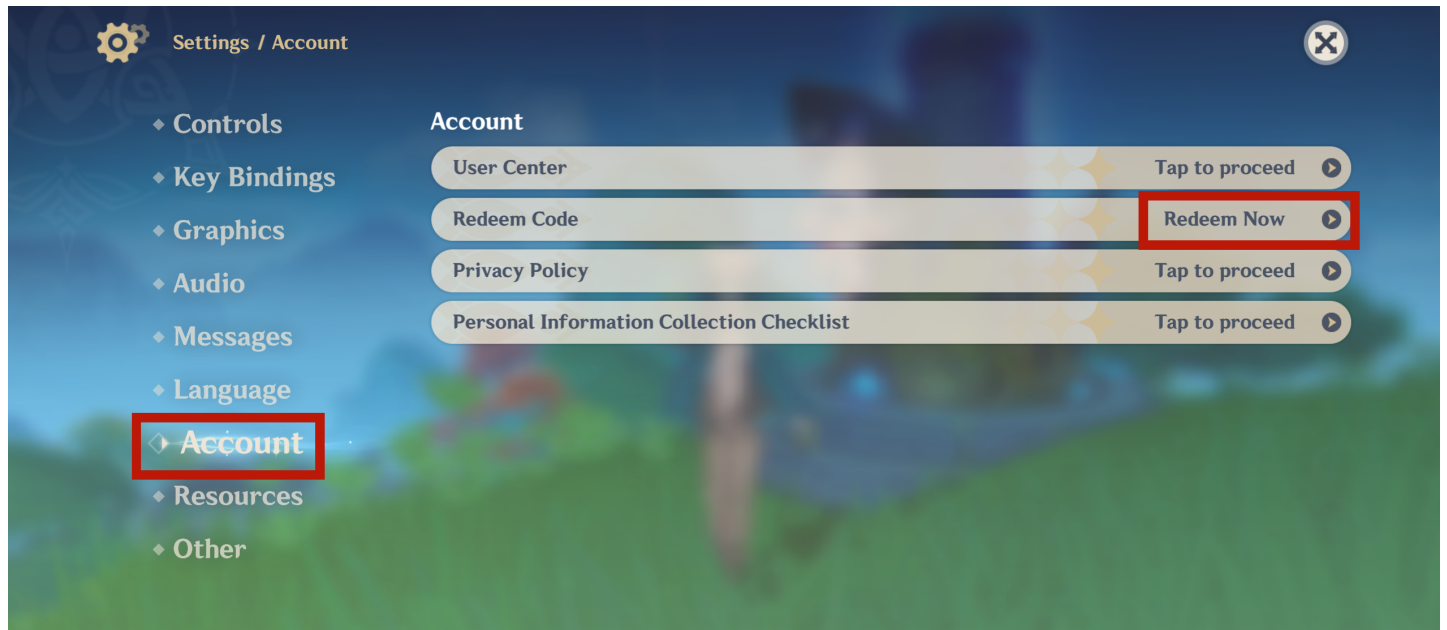 Settings / Account
Controls
Key Bindings
Graphics
Audio
Messages
Language
Account
Resources
Other
Account
User Center Tap to proceed
Redeem Code Redeem Now
Privacy Policy Tap to proceed
Personal Information Collection Checklist Tap to proceed